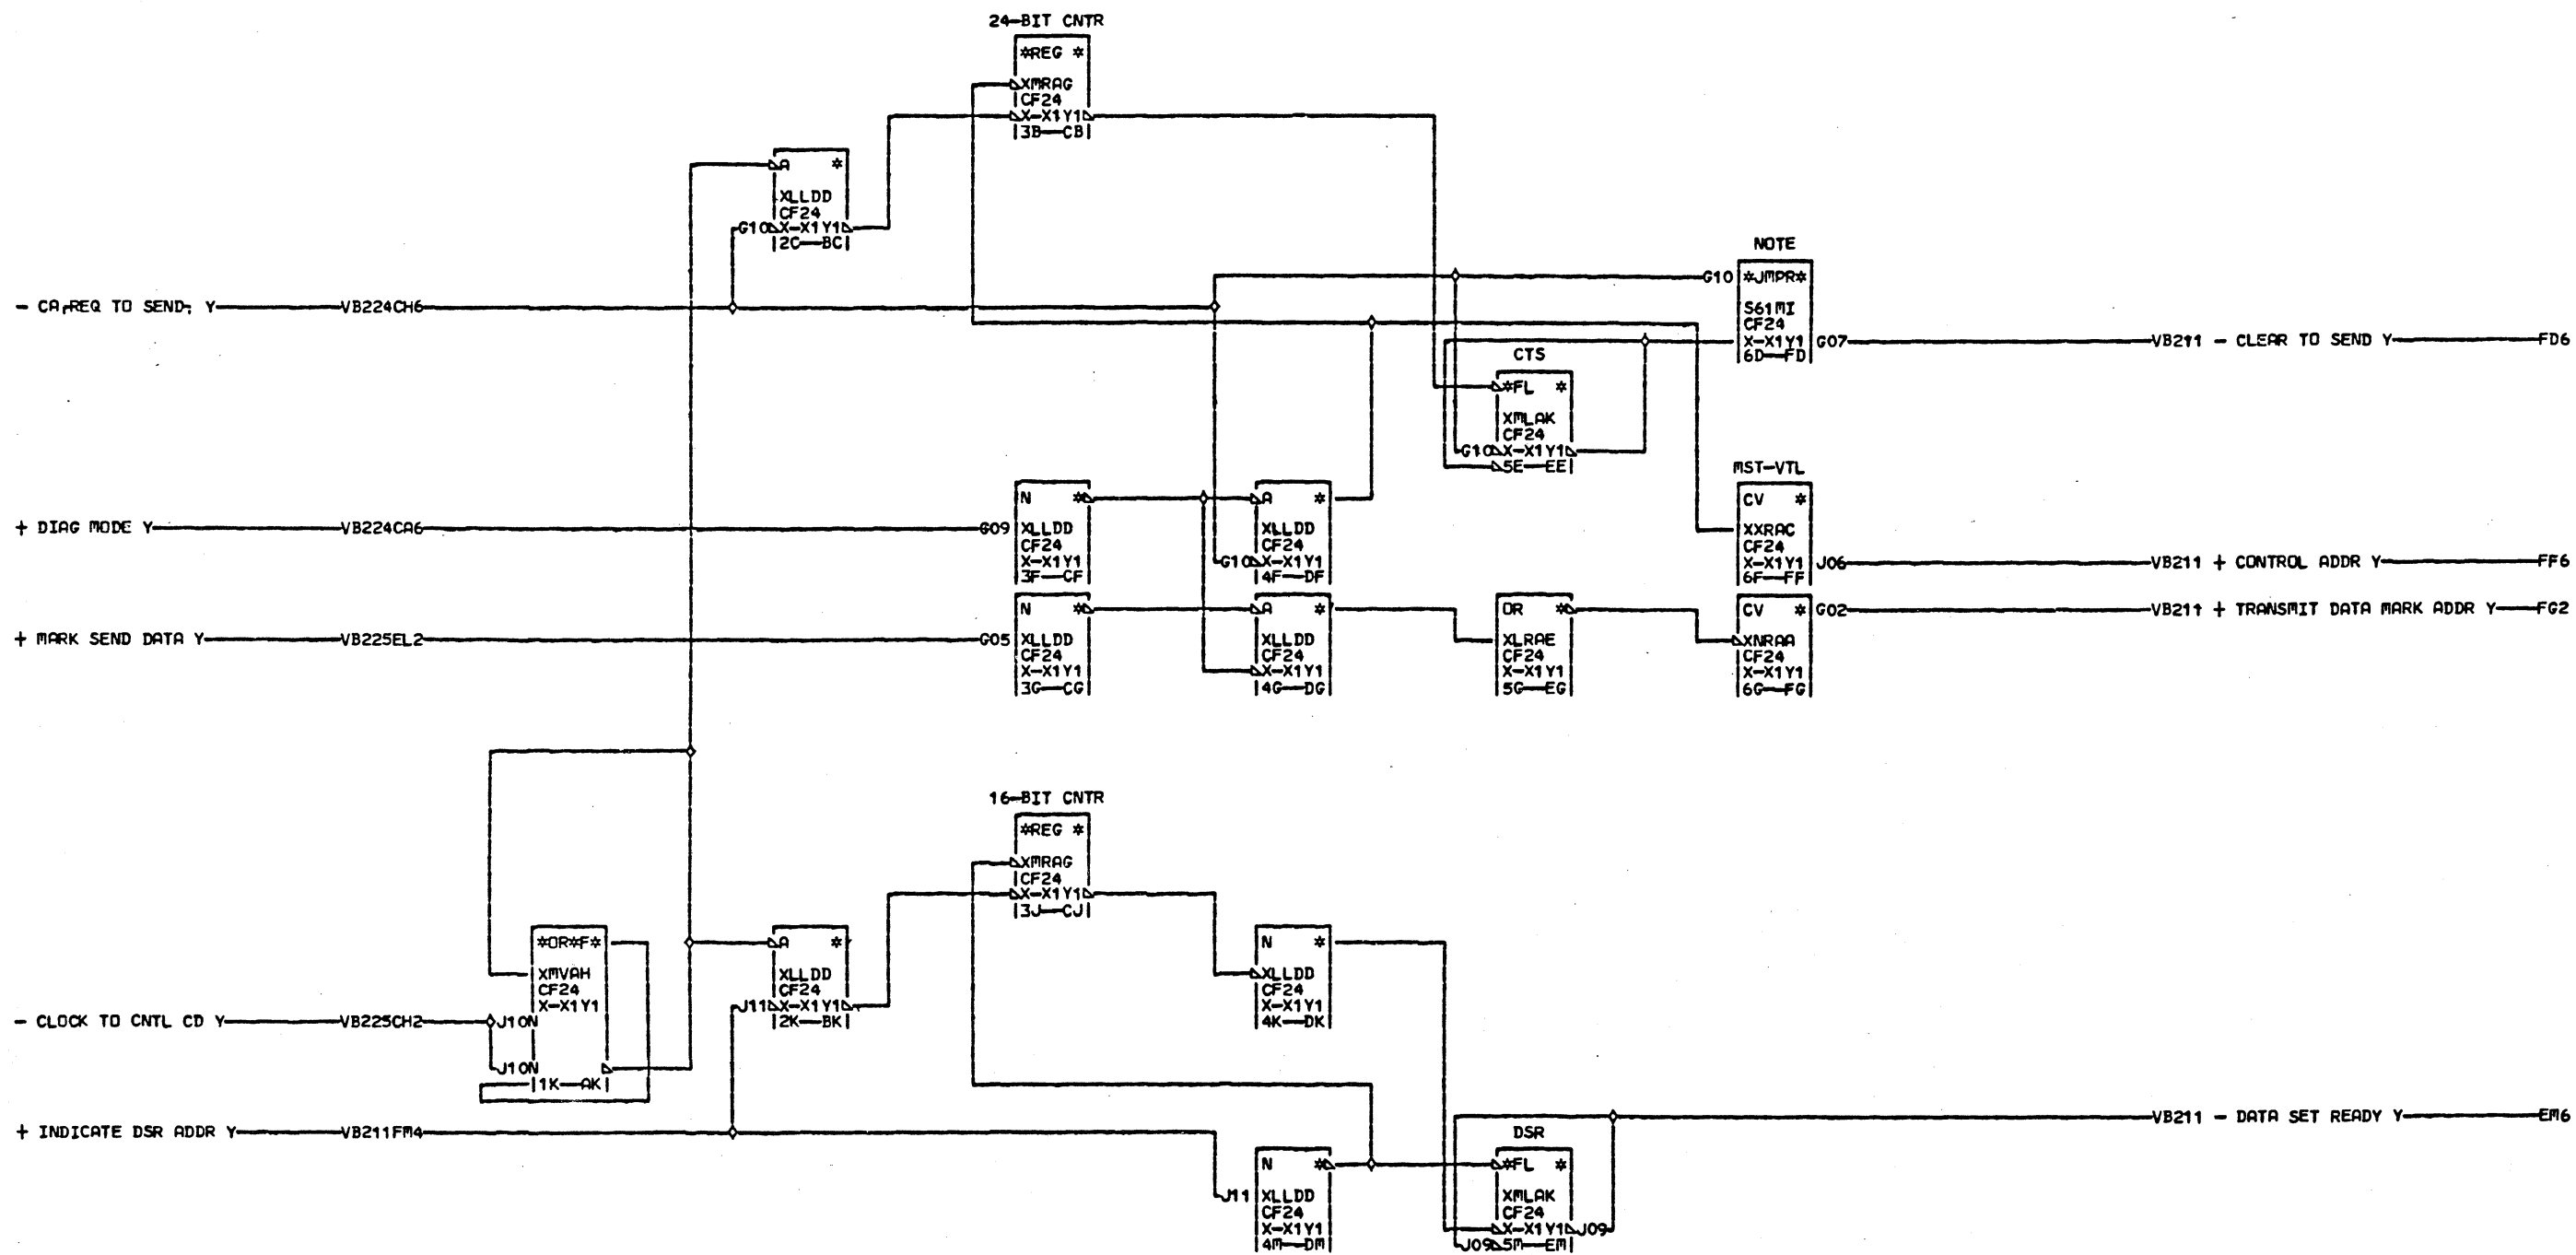 24-BIT CNTR
*REG *
XMRAG
CF24
X-X1Y1
3B—CB
A *
XLLDD
CF24
G10 X-X1Y1
2C—BC
NOTE
G10 *JMPR*
S61MI
CF24
X-X1Y1 G07
6D—FD
- CA,REQ TO SEND, Y VB224CH6
VB211 - CLEAR TO SEND Y FD6
CTS
*FL *
XMLAK
CF24
G10 X-X1Y1
5E—EE
MST-VTL
CV *
XXRAC
CF24
X-X1Y1 J06
6F—FF
VB211 + CONTROL ADDR Y FF6
+ DIAG MODE Y VB224CA6 G09
N *
XLLDD
CF24
X-X1Y1
3F—CF
A *
XLLDD
CF24
G10 X-X1Y1
4F—DF
+ MARK SEND DATA Y VB225EL2 G05
N *
XLLDD
CF24
X-X1Y1
3G—CG
A *
XLLDD
CF24
X-X1Y1
4G—DG
OR *
XLRAE
CF24
X-X1Y1
5G—EG
CV * G02
XNRAA
CF24
X-X1Y1
6G—FG
VB211 + TRANSMIT DATA MARK ADDR Y FG2
16-BIT CNTR
*REG *
XMRAG
CF24
X-X1Y1
3J—CJ
*OR*F*
XMVAH
CF24
X-X1Y1
J10N
J10N
1K—AK
A *
XLLDD
CF24
J11 X-X1Y1
2K—BK
N *
XLLDD
CF24
X-X1Y1
4K—DK
- CLOCK TO CNTL CD Y VB225CH2
+ INDICATE DSR ADDR Y VB211FM4
VB211 - DATA SET READY Y EM6
N *
J11 XLLDD
CF24
X-X1Y1
4M—DM
DSR
*FL *
XMLAK
CF24
X-X1Y1 J09
J09 5M—EM